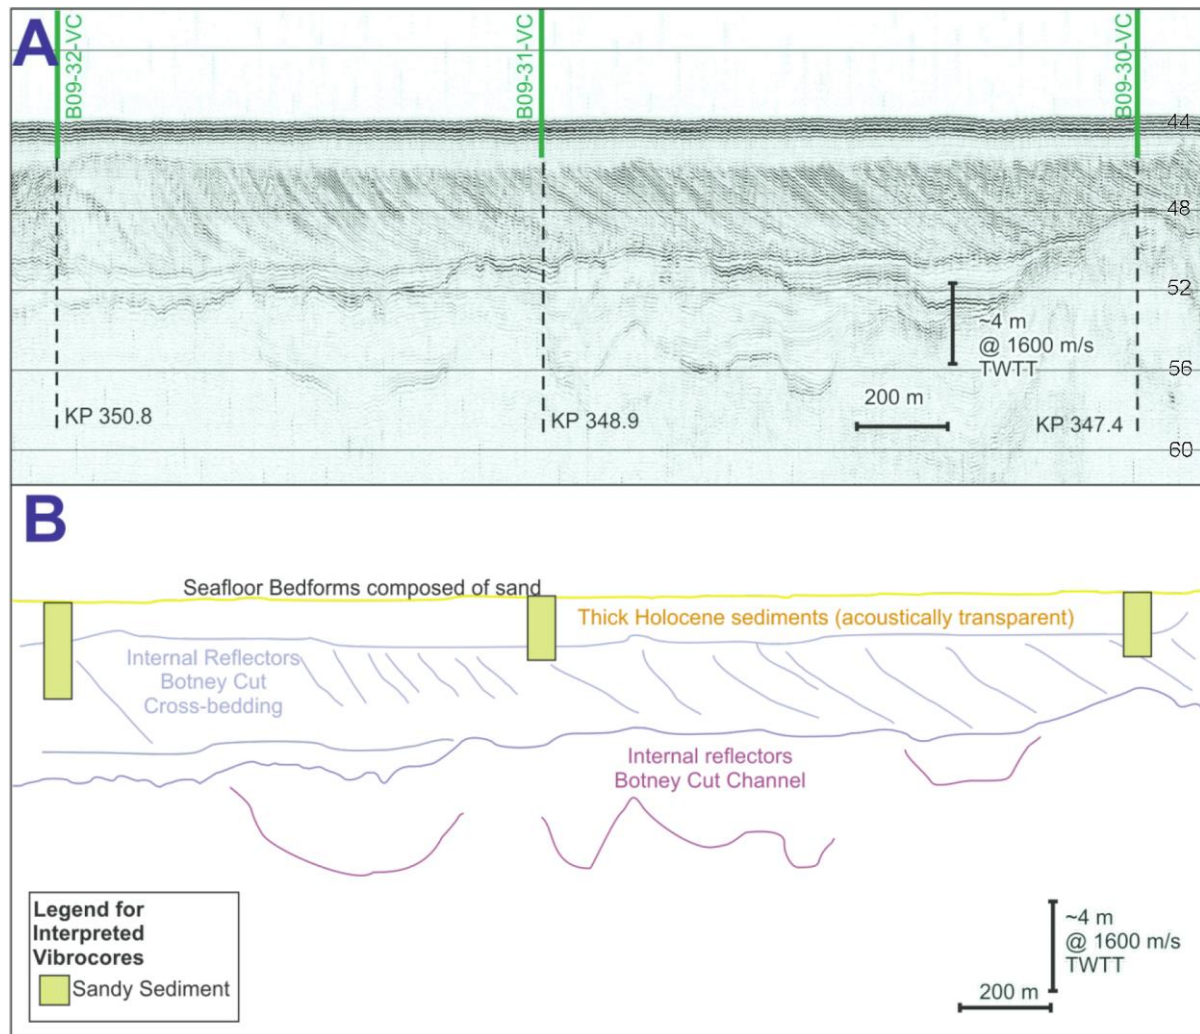 A
B09-32-VC
B09-31-VC
B09-30-VC
44
48
52
~4 m
@ 1600 m/s
TWTT
56
200 m
KP 350.8
KP 348.9
KP 347.4
60
B
Seafloor Bedforms composed of sand
Thick Holocene sediments (acoustically transparent)
Internal Reflectors
Botney Cut
Cross-bedding
Internal reflectors
Botney Cut Channel
Legend for
Interpreted
Vibrocores
Sandy Sediment
~4 m
@ 1600 m/s
TWTT
200 m